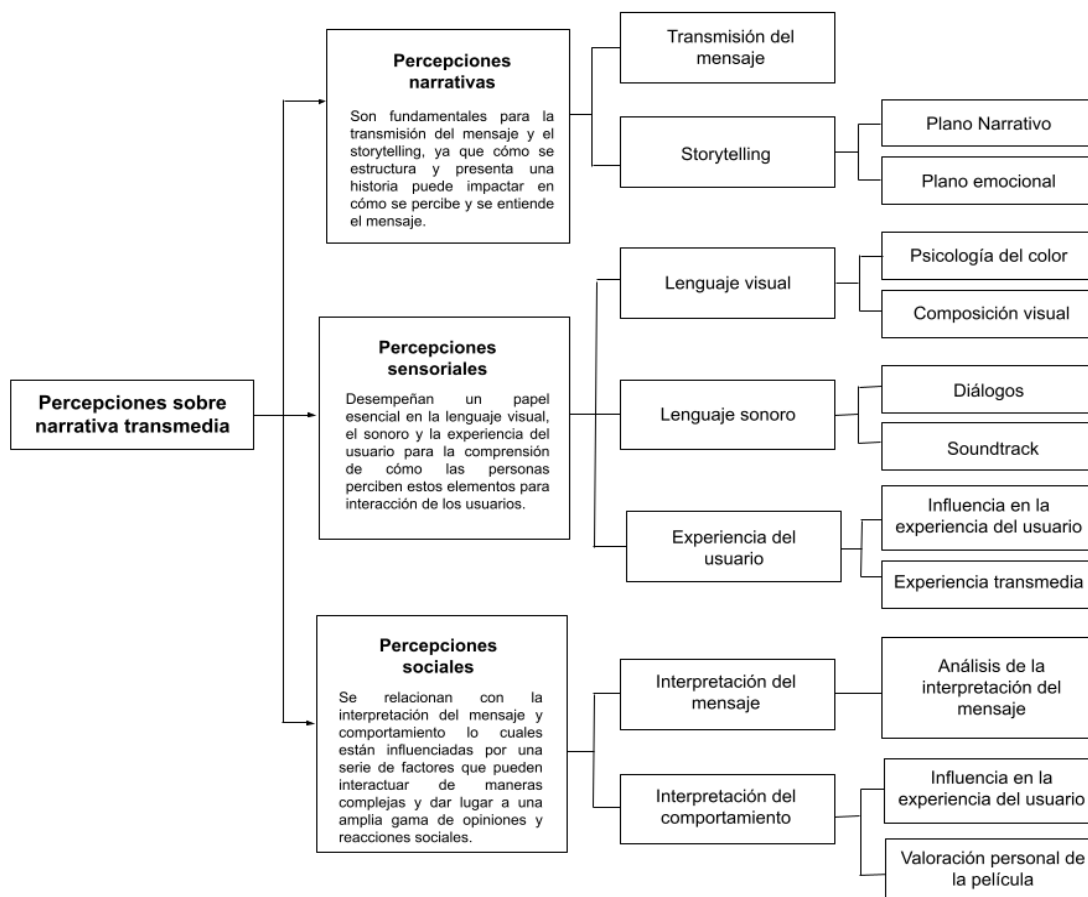 Percepciones sobre
narrativa transmedia
Percepciones
narrativas
Son fundamentales para la
transmisión del mensaje y el
storytelling, ya que cómo se
estructura y presenta una
historia puede impactar en
cómo se percibe y se entiende
el mensaje.
Transmisión del
mensaje
Storytelling
Plano Narrativo
Plano emocional
Percepciones
sensoriales
Desempeñan un papel
esencial en la lenguaje visual,
el sonoro y la experiencia del
usuario para la comprensión
de cómo las personas
perciben estos elementos para
interacción de los usuarios.
Lenguaje visual
Psicología del color
Composición visual
Lenguaje sonoro
Diálogos
Soundtrack
Experiencia del
usuario
Influencia en la
experiencia del usuario
Experiencia transmedia
Percepciones
sociales
Se relacionan con la
interpretación del mensaje y
comportamiento lo cuales
están influenciadas por una
serie de factores que pueden
interactuar de maneras
complejas y dar lugar a una
amplia gama de opiniones y
reacciones sociales.
Interpretación del
mensaje
Análisis de la
interpretación del
mensaje
Interpretación del
comportamiento
Influencia en la
experiencia del usuario
Valoración personal de
la película